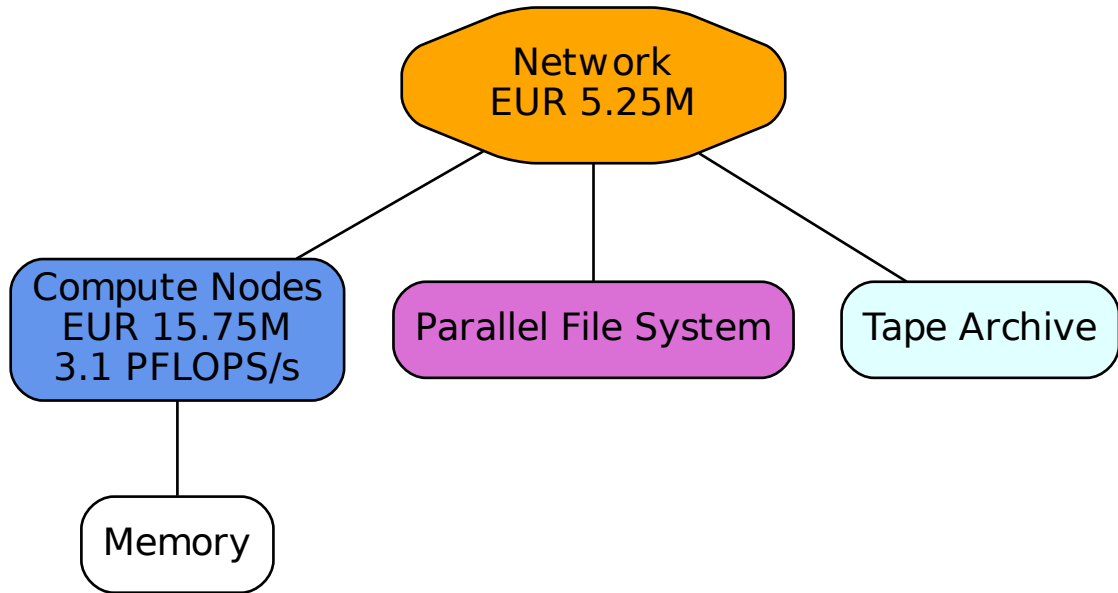 Network
EUR 5.25M
Compute Nodes
EUR 15.75M
3.1 PFLOPS/s
Parallel File System
Tape Archive
Memory